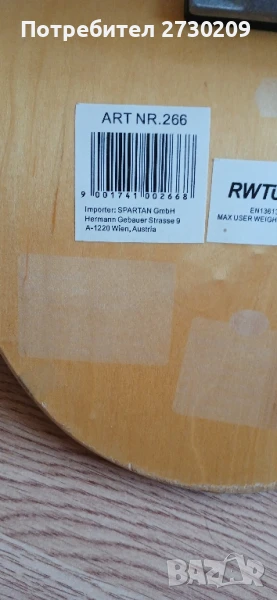 Потребител 2730209
ART NR.266
9 001741 002668
Importer: SPARTAN GmbH
Hermann Gebauer Strasse 9
A-1220 Wien, Austria
EN1361
MAX USER WEIGH
BAZAR